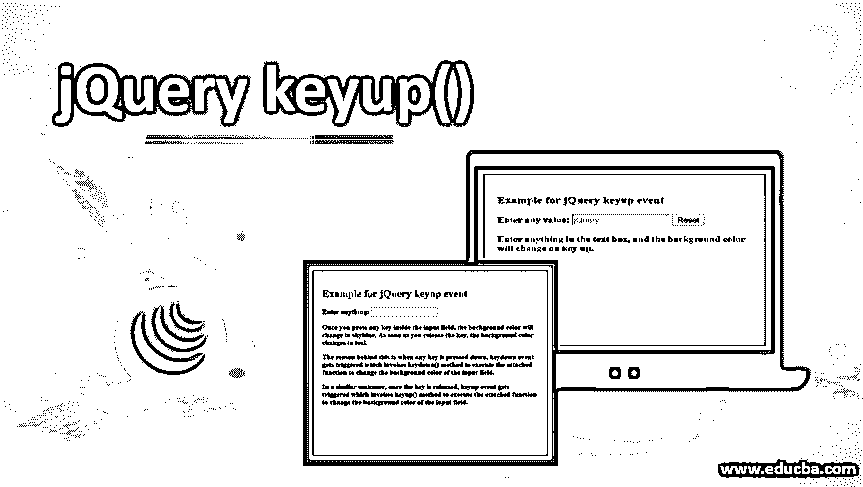 jQuery keyup()
Example for jQuery keyup event
Enter any value: jQuery Reset
Enter anything in the text box, and the background color
will change on key up.
Example for jQuery keyup event
Enter anything:
Once you press any key inside the input field, the background color will
change to skyblue. As soon as you release the key, the background color
changes to teal.
The reason behind this is when any key is pressed down, keydown event
gets triggered which invokes keydown() method to execute the attached
function to change the background color of the input field.
In a similar manner, once the key is released, keyup event gets
triggered which invokes keyup() method to execute the attached function
to change the background color of the input field.
www.educba.com